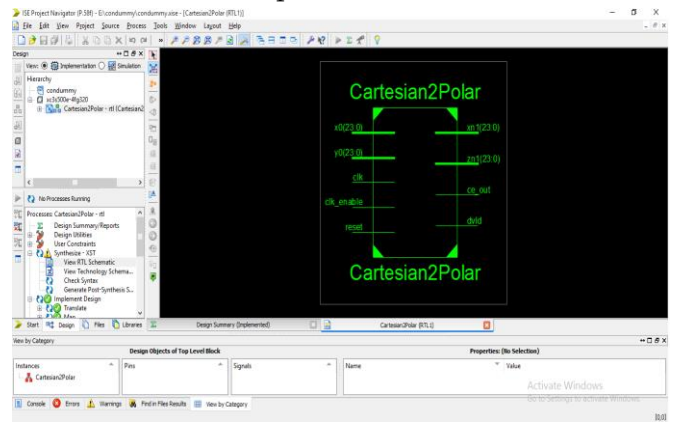 ISE Project Navigator (P.58f) - E:\condummy\condummy.xise - [Cartesian2Polar (RTL1)]
File Edit View Project Source Process Tools Window Layout Help
Design
View: Implementation Simulation
Hierarchy
condummy
xc3s500e-4fg320
Cartesian2Polar - rtl (Cartesian2
No Processes Running
Processes: Cartesian2Polar - rtl
Design Summary/Reports
Design Utilities
User Constraints
Synthesize - XST
View RTL Schematic
View Technology Schema...
Check Syntax
Generate Post-Synthesis S...
Implement Design
Translate
Map
Cartesian2Polar
x0(23:0)
xn1(23:0)
y0(23:0)
zn1(23:0)
clk
ce_out
clk_enable
dvld
reset
Cartesian2Polar
Start Design Files Libraries
Design Summary (Implemented)
Cartesian2Polar (RTL1)
View by Category
Design Objects of Top Level Block
Properties: (No Selection)
Instances
Pins
Signals
Name
Value
Cartesian2Polar
Activate Windows
Go to Settings to activate Windows.
Console Errors Warnings Find in Files Results View by Category
[0,0]